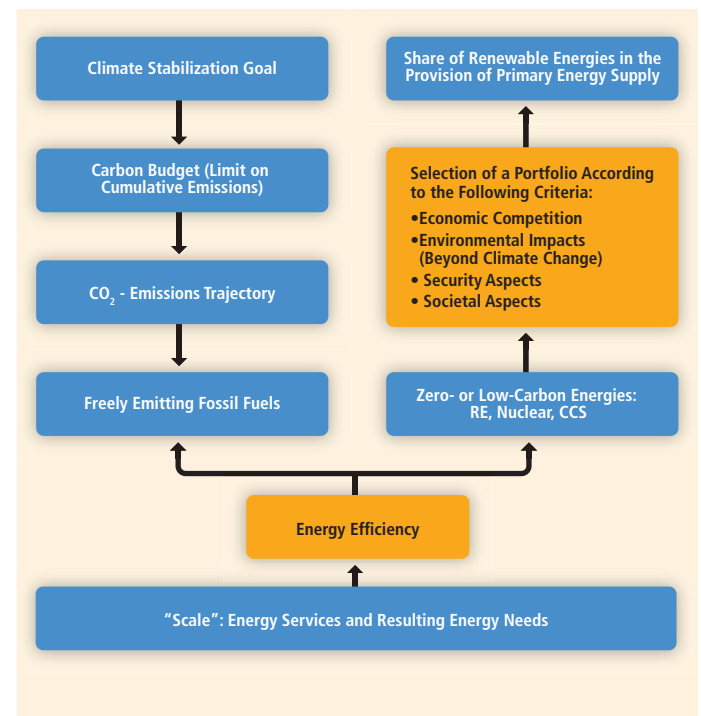 Climate Stabilization Goal
Carbon Budget (Limit on
Cumulative Emissions)
CO₂ - Emissions Trajectory
Freely Emitting Fossil Fuels
Share of Renewable Energies in the
Provision of Primary Energy Supply
Selection of a Portfolio According
to the Following Criteria:
•Economic Competition
•Environmental Impacts
(Beyond Climate Change)
• Security Aspects
• Societal Aspects
Zero- or Low-Carbon Energies:
RE, Nuclear, CCS
Energy Efficiency
“Scale”: Energy Services and Resulting Energy Needs